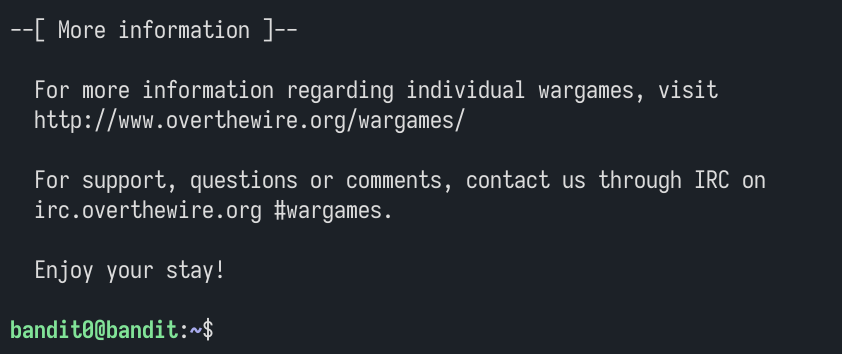 --[ More information ]--
For more information regarding individual wargames, visit
http://www.overthewire.org/wargames/
For support, questions or comments, contact us through IRC on
irc.overthewire.org #wargames.
Enjoy your stay!
bandit0@bandit:~$